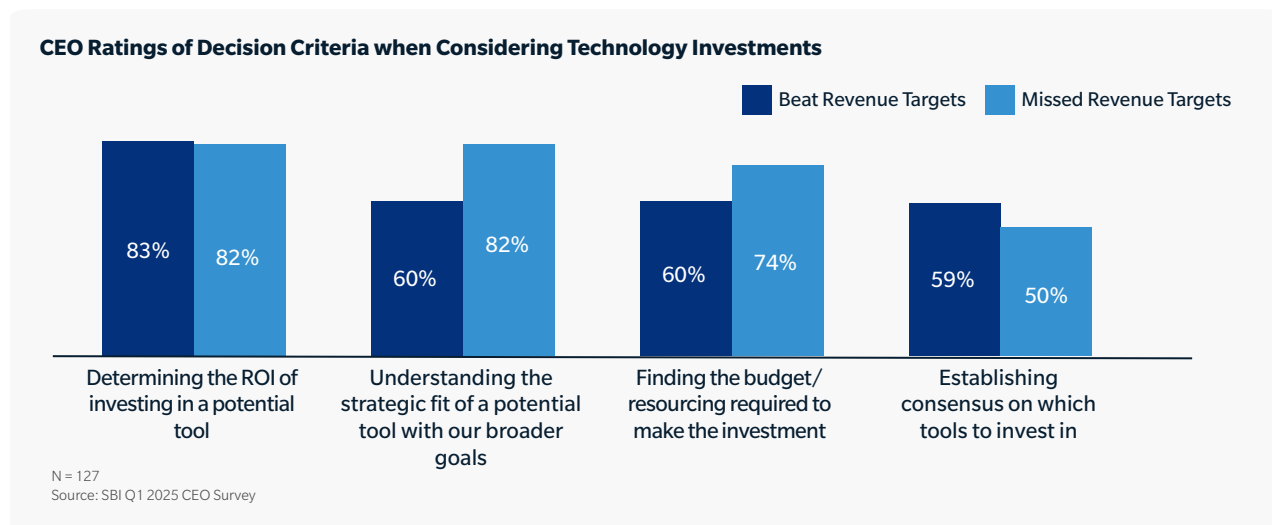 CEO Ratings of Decision Criteria when Considering Technology Investments
Beat Revenue Targets
Missed Revenue Targets
83%
82%
60%
82%
60%
74%
59%
50%
Determining the ROI of
investing in a potential
tool
Understanding the
strategic fit of a potential
tool with our broader
goals
Finding the budget/
resourcing required to
make the investment
Establishing
consensus on which
tools to invest in
N = 127
Source: SBI Q1 2025 CEO Survey